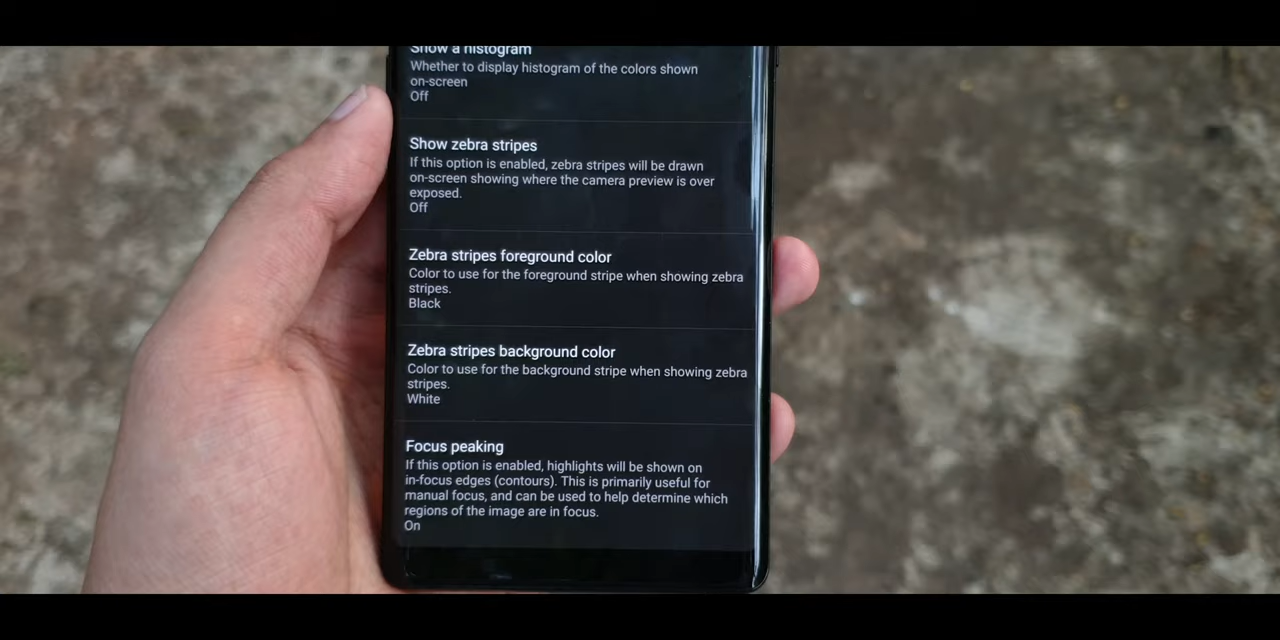 Show a histogram
Whether to display histogram of the colors shown
on-screen
Off
Show zebra stripes
If this option is enabled, zebra stripes will be drawn
on-screen showing where the camera preview is over
exposed.
Off
Zebra stripes foreground color
Color to use for the foreground stripe when showing zebra
stripes.
Black
Zebra stripes background color
Color to use for the background stripe when showing zebra
stripes.
White
Focus peaking
If this option is enabled, highlights will be shown on
in-focus edges (contours). This is primarily useful for
manual focus, and can be used to help determine which
regions of the image are in focus.
On